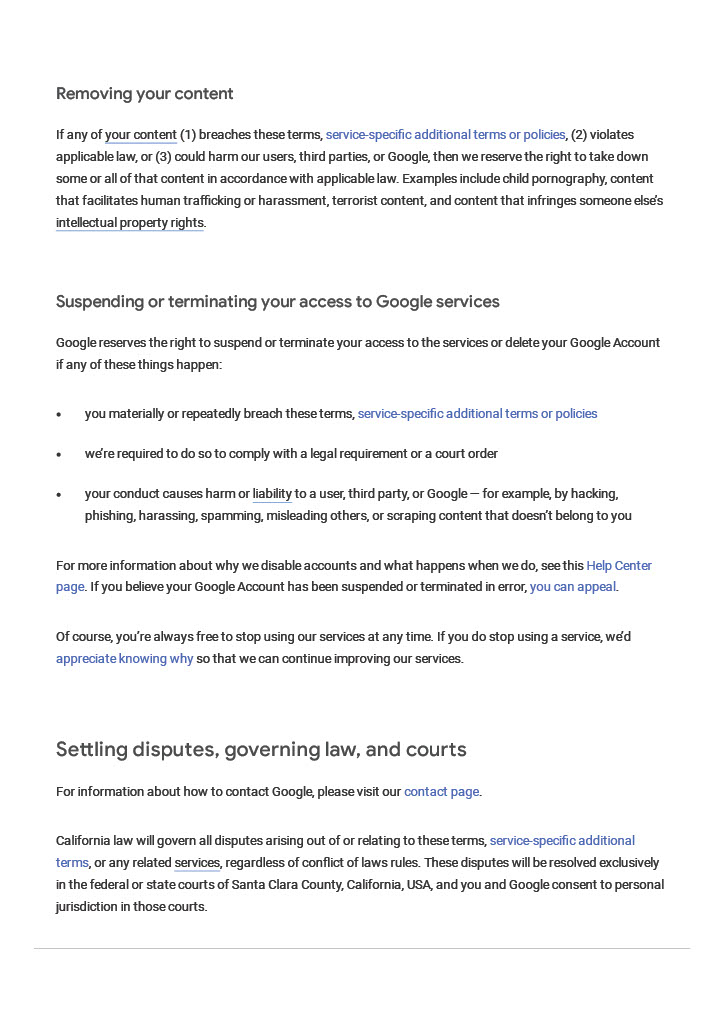 Removing your content
If any of your content (1) breaches these terms, service-specific additional terms or policies, (2) violates
applicable law, or (3) could harm our users, third parties, or Google, then we reserve the right to take down
some or all of that content in accordance with applicable law. Examples include child pornography, content
that facilitates human trafficking or harassment, terrorist content, and content that infringes someone else’s
intellectual property rights.
Suspending or terminating your access to Google services
Google reserves the right to suspend or terminate your access to the services or delete your Google Account
if any of these things happen:
• you materially or repeatedly breach these terms, service-specific additional terms or policies
• we’re required to do so to comply with a legal requirement or a court order
• your conduct causes harm or liability to a user, third party, or Google — for example, by hacking,
phishing, harassing, spamming, misleading others, or scraping content that doesn’t belong to you
For more information about why we disable accounts and what happens when we do, see this Help Center
page. If you believe your Google Account has been suspended or terminated in error, you can appeal.
Of course, you’re always free to stop using our services at any time. If you do stop using a service, we’d
appreciate knowing why so that we can continue improving our services.
Settling disputes, governing law, and courts
For information about how to contact Google, please visit our contact page.
California law will govern all disputes arising out of or relating to these terms, service-specific additional
terms, or any related services, regardless of conflict of laws rules. These disputes will be resolved exclusively
in the federal or state courts of Santa Clara County, California, USA, and you and Google consent to personal
jurisdiction in those courts.